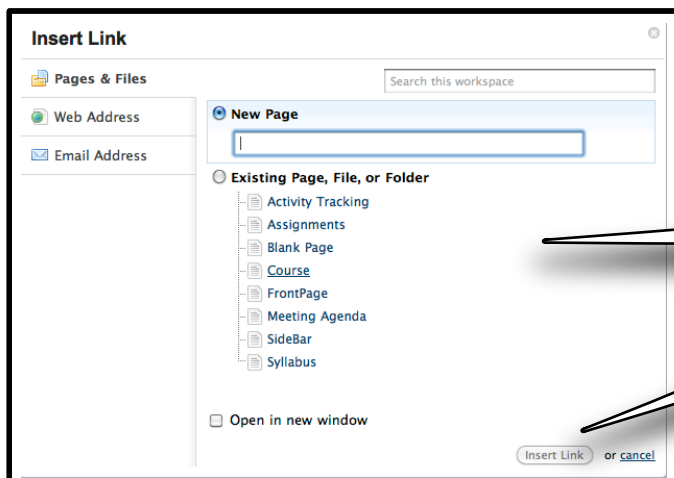 Insert Link
Pages & Files
Search this workspace
Web Address
New Page
Email Address
Existing Page, File, or Folder
Activity Tracking
Assignments
Blank Page
Course
FrontPage
Meeting Agenda
SideBar
Syllabus
Open in new window
Insert Link or cancel